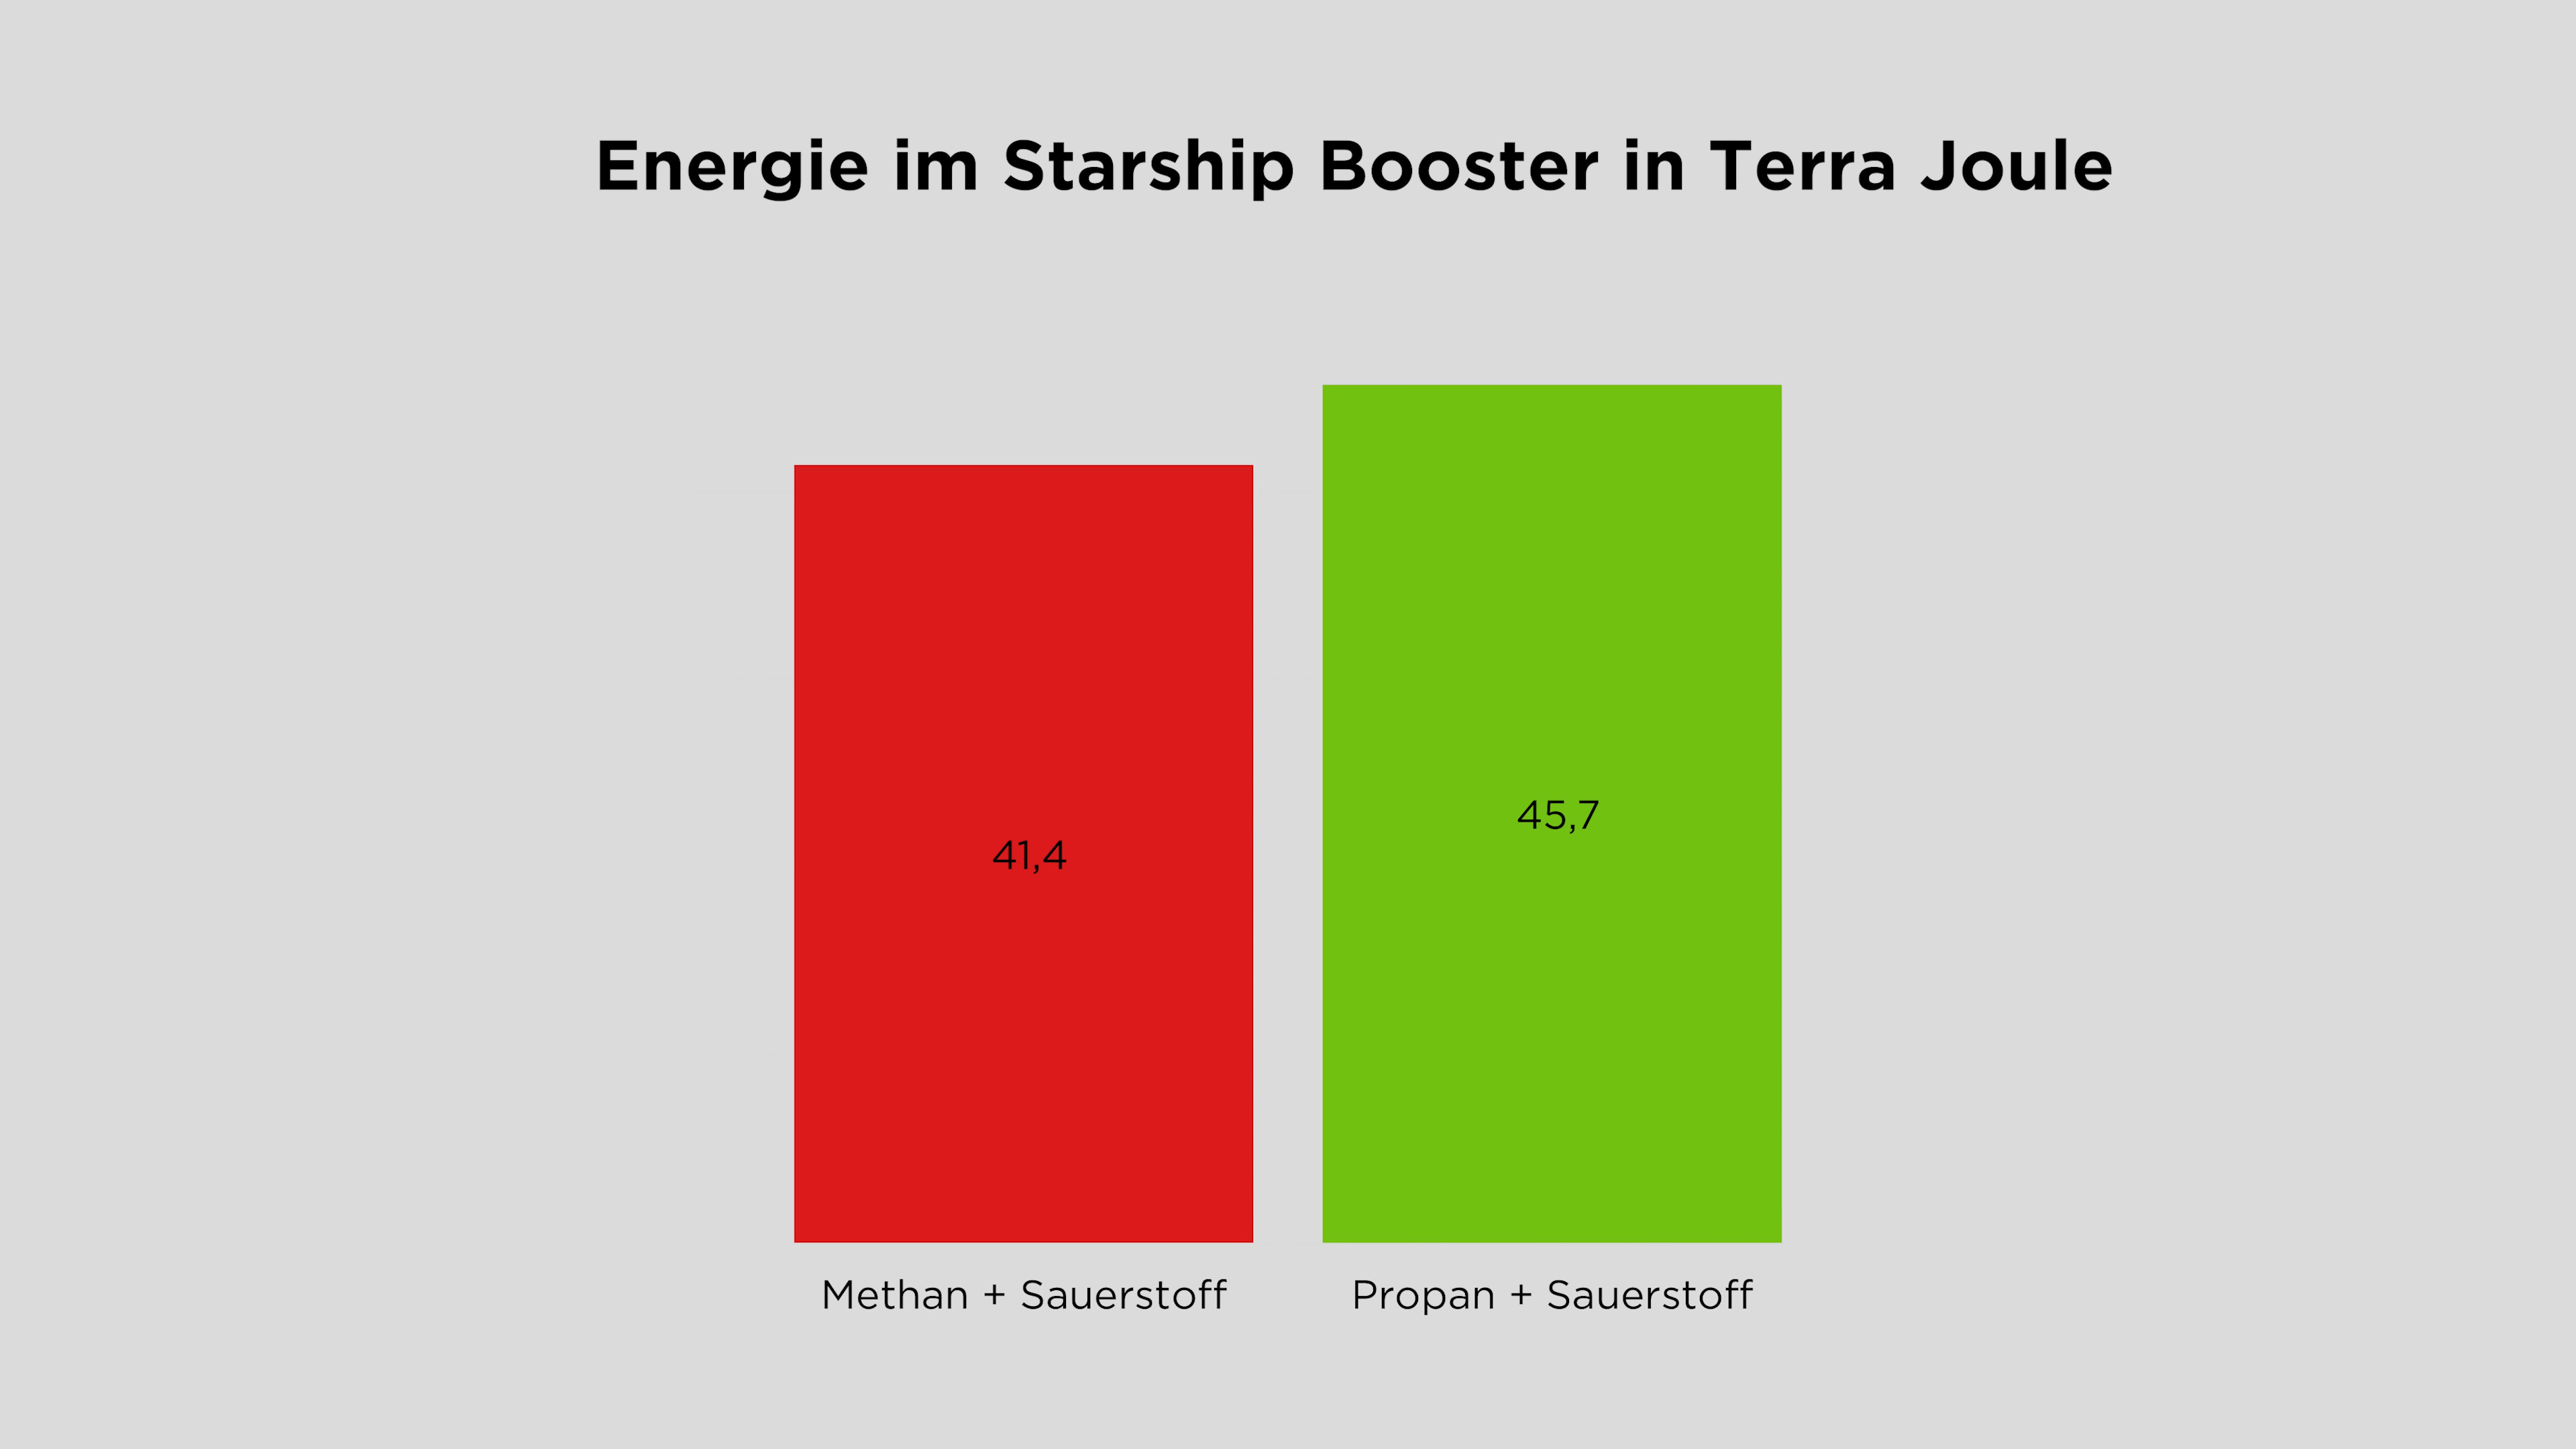 Energie im Starship Booster in Terra Joule
45,7
41,4
Methan + Sauerstoff
Propan + Sauerstoff